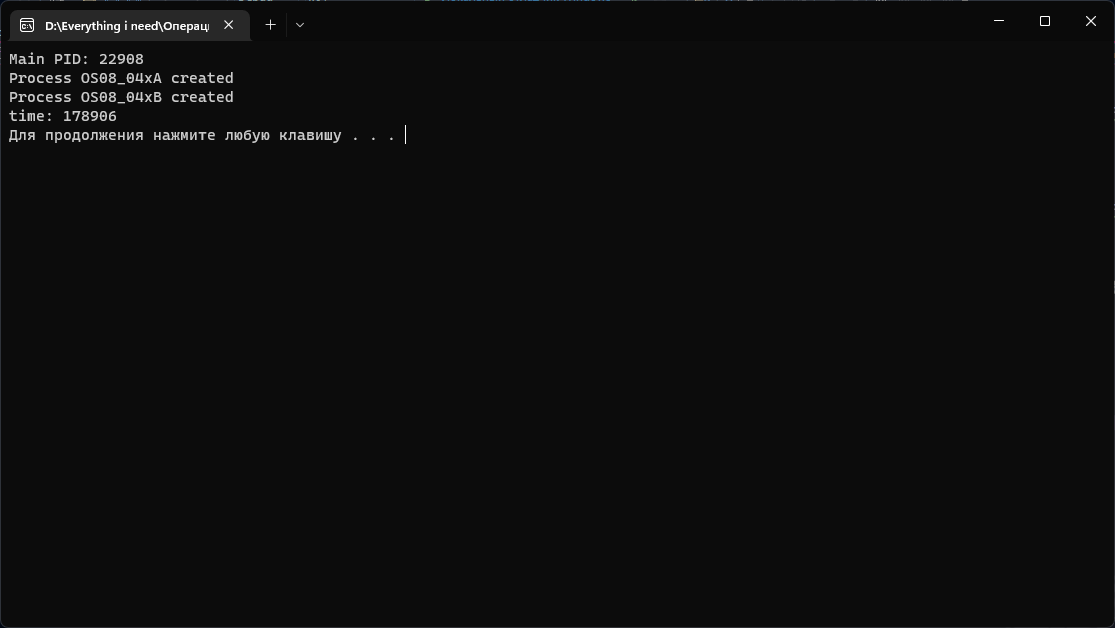 D:\Everything i need\Операц
Main PID: 22908
Process OS08_04xA created
Process OS08_04xB created
time: 178906
Для продолжения нажмите любую клавишу . . .